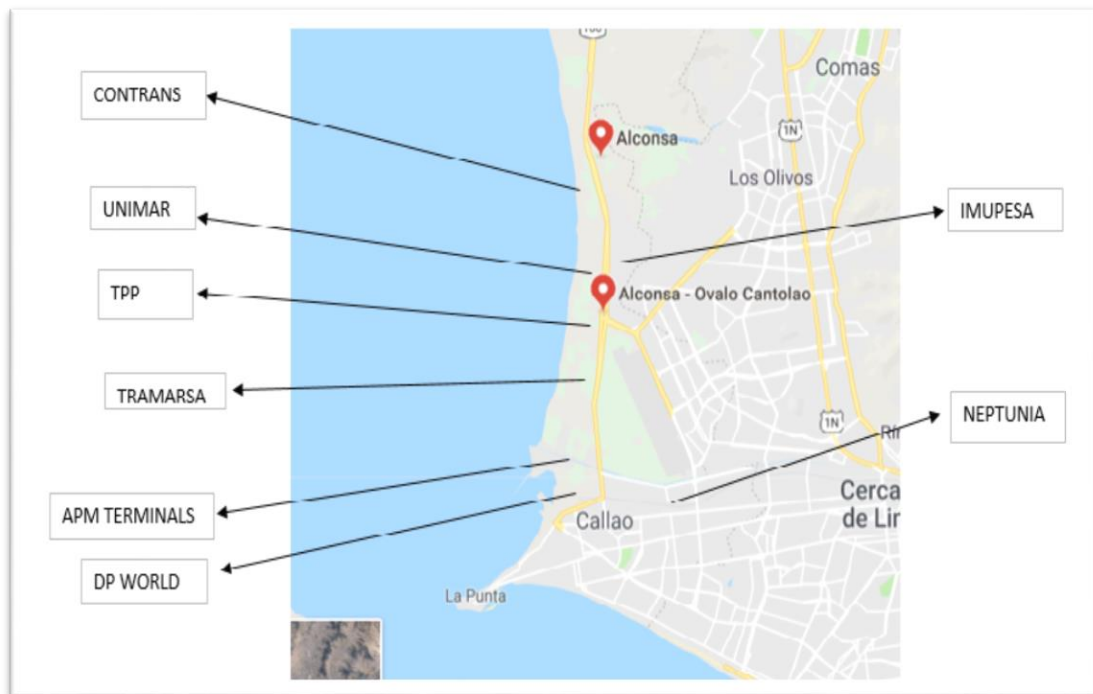 CONTRANS
UNIMAR
TPP
TRAMARSA
APM TERMINALS
DP WORLD
Comas
1N
Alconsa
Los Olivos
Alconsa - Ovalo Cantolao
1N
Cerca
de Lir
Callao
La Punta
IMUPESA
NEPTUNIA